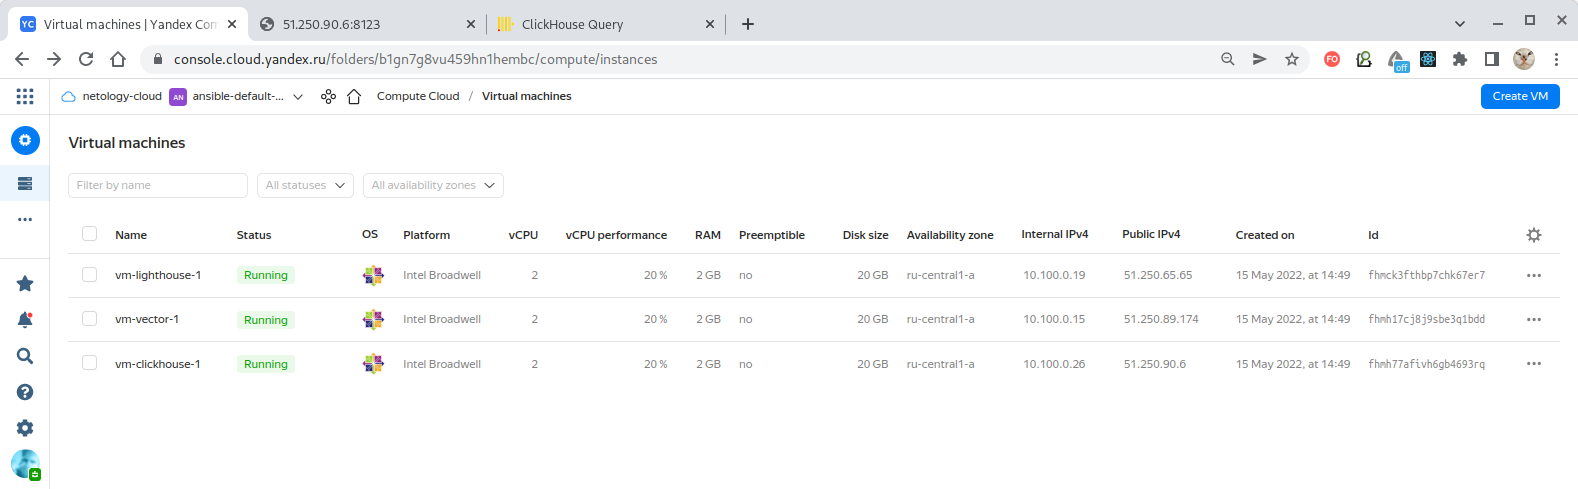 YC Virtual machines | Yandex Con
51.250.90.6:8123
ClickHouse Query
console.cloud.yandex.ru/folders/b1gn7g8vu459hn1hembc/compute/instances
FO
off
netology-cloud AN ansible-default-... Compute Cloud / Virtual machines Create VM
Virtual machines
Filter by name All statuses All availability zones
Name Status OS Platform vCPU vCPU performance RAM Preemptible Disk size Availability zone Internal IPv4 Public IPv4 Created on Id
vm-lighthouse-1 Running Intel Broadwell 2 20 % 2 GB no 20 GB ru-central1-a 10.100.0.19 51.250.65.65 15 May 2022, at 14:49 fhmck3fthbp7chk67er7
vm-vector-1 Running Intel Broadwell 2 20 % 2 GB no 20 GB ru-central1-a 10.100.0.15 51.250.89.174 15 May 2022, at 14:49 fhmh17cj8j9sbe3q1bdd
vm-clickhouse-1 Running Intel Broadwell 2 20 % 2 GB no 20 GB ru-central1-a 10.100.0.26 51.250.90.6 15 May 2022, at 14:49 fhmh77afivh6gb4693rq